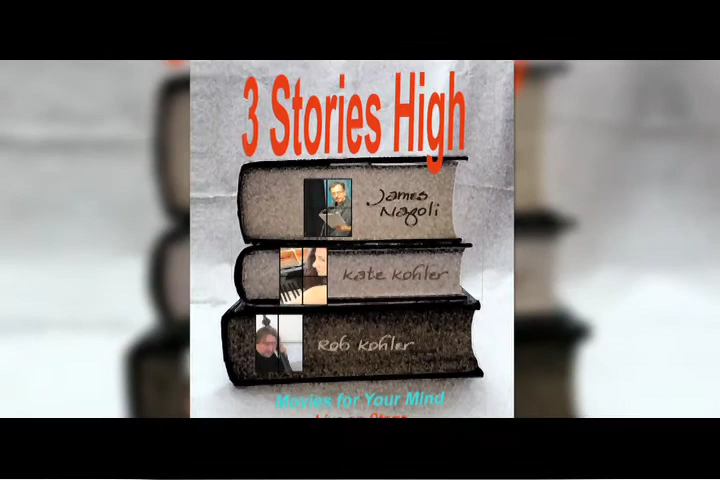 3 Stories High
James
Nagoli
Kate Kohler
Rob Kohler
Movies for Your Mind